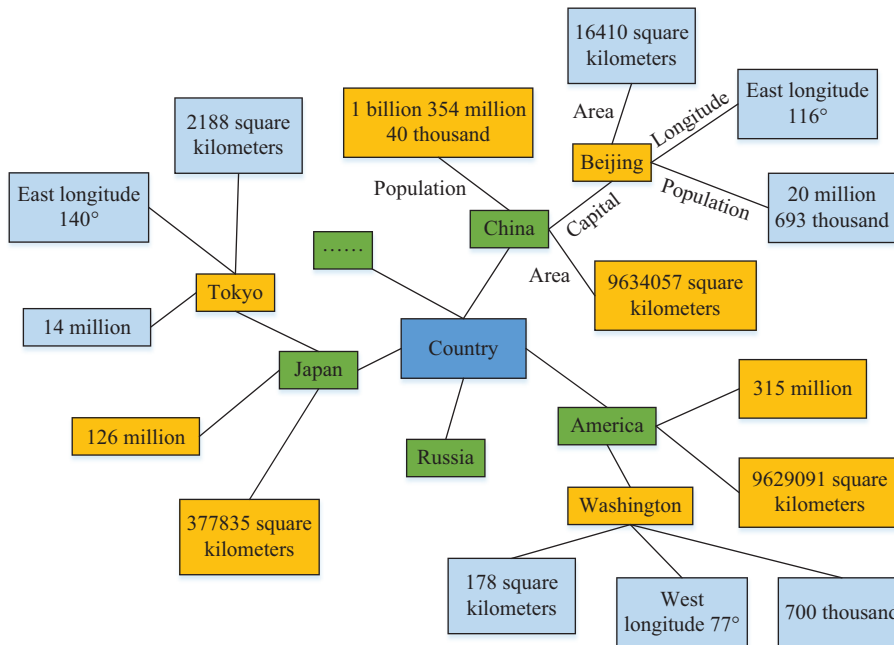 16410 square
kilometers
1 billion 354 million
40 thousand
East longitude
116°
2188 square
kilometers
Area
Longitude
Beijing
Population
20 million
693 thousand
East longitude
140°
Population
Capital
China
……
Area
9634057 square
kilometers
Tokyo
14 million
Country
Japan
315 million
126 million
America
Russia
9629091 square
kilometers
Washington
377835 square
kilometers
178 square
kilometers
West
longitude 77°
700 thousand